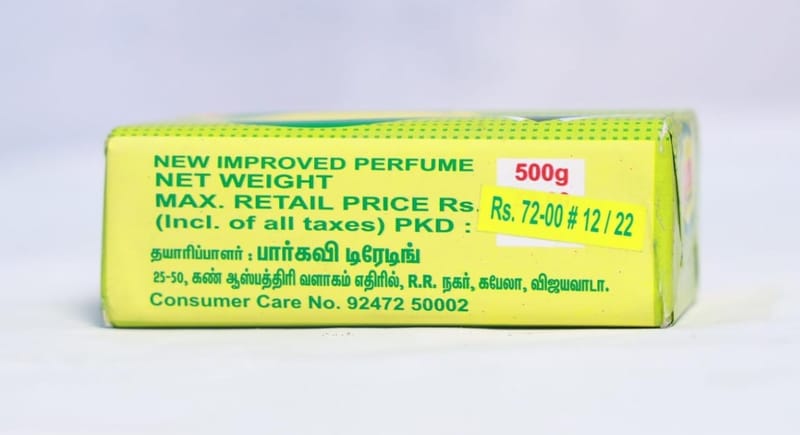 NEW IMPROVED PERFUME
NET WEIGHT 500g
MAX. RETAIL PRICE Rs. Rs. 72-00 # 12 / 22
(Incl. of all taxes) PKD :
தயாரிப்பாளர் : பார்கவி டிரேடிங்
25-50, கண் ஆஸ்பத்திரி வளாகம் எதிரில், R.R. நகர், கபேலா, விஜயவாடா.
Consumer Care No. 92472 50002